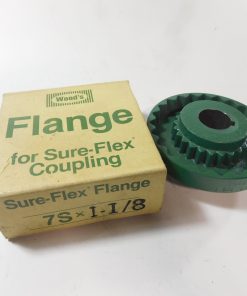 Wood's
Flange
for Sure-Flex
Coupling
Sure-Flex Flange
7S × 1-1/8